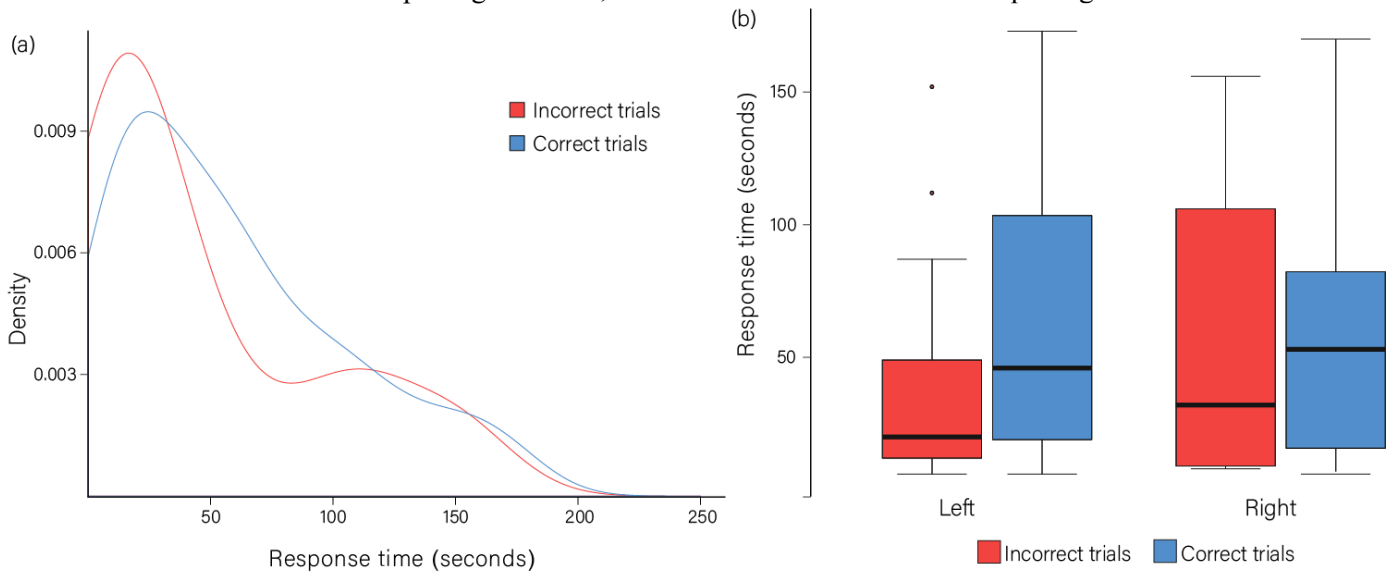 (a)
Incorrect trials
Correct trials
0.009
0.006
0.003
Density
50
100
150
200
250
Response time (seconds)
(b)
150
100
50
Response time (seconds)
Left
Right
Incorrect trials
Correct trials